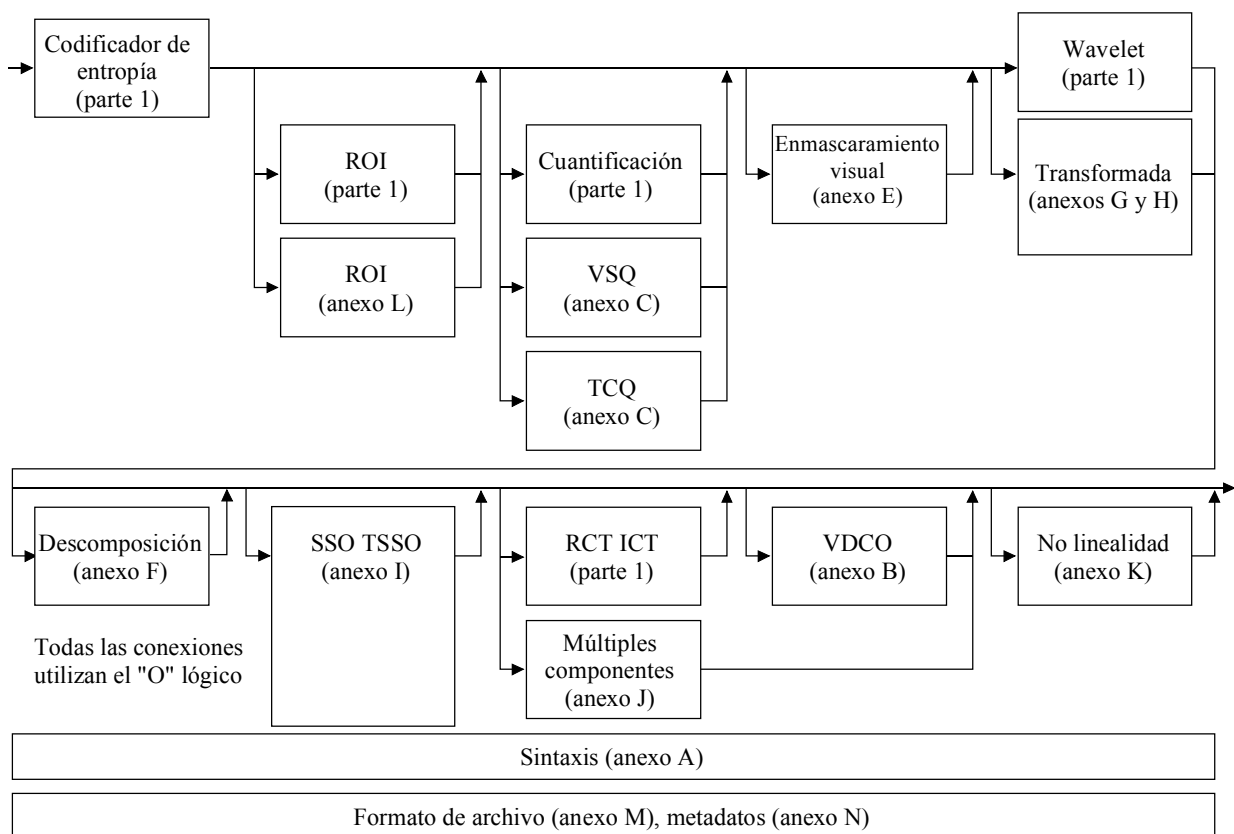 Codificador de
entropía
(parte 1)
Wavelet
(parte 1)
ROI
(parte 1)
Cuantificación
(parte 1)
Enmascaramiento
visual
(anexo E)
Transformada
(anexos G y H)
ROI
(anexo L)
VSQ
(anexo C)
TCQ
(anexo C)
Descomposición
(anexo F)
SSO TSSO
(anexo I)
RCT ICT
(parte 1)
VDCO
(anexo B)
No linealidad
(anexo K)
Todas las conexiones
utilizan el "O" lógico
Múltiples
componentes
(anexo J)
Sintaxis (anexo A)
Formato de archivo (anexo M), metadatos (anexo N)